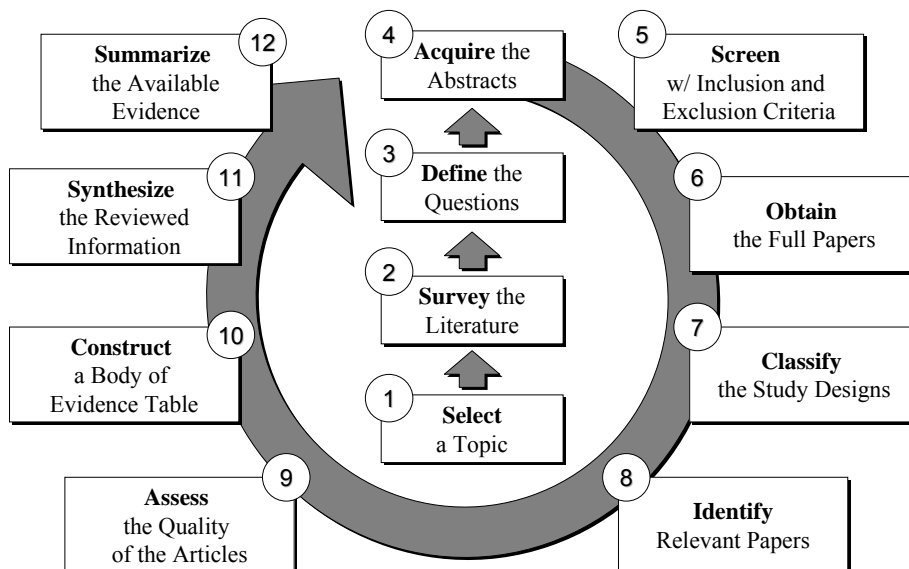 1
Select
a Topic
2
Survey the
Literature
3
Define the
Questions
4
Acquire the
Abstracts
5
Screen
w/ Inclusion and
Exclusion Criteria
6
Obtain
the Full Papers
7
Classify
the Study Designs
8
Identify
Relevant Papers
9
Assess
the Quality
of the Articles
10
Construct
a Body of
Evidence Table
11
Synthesize
the Reviewed
Information
12
Summarize
the Available
Evidence